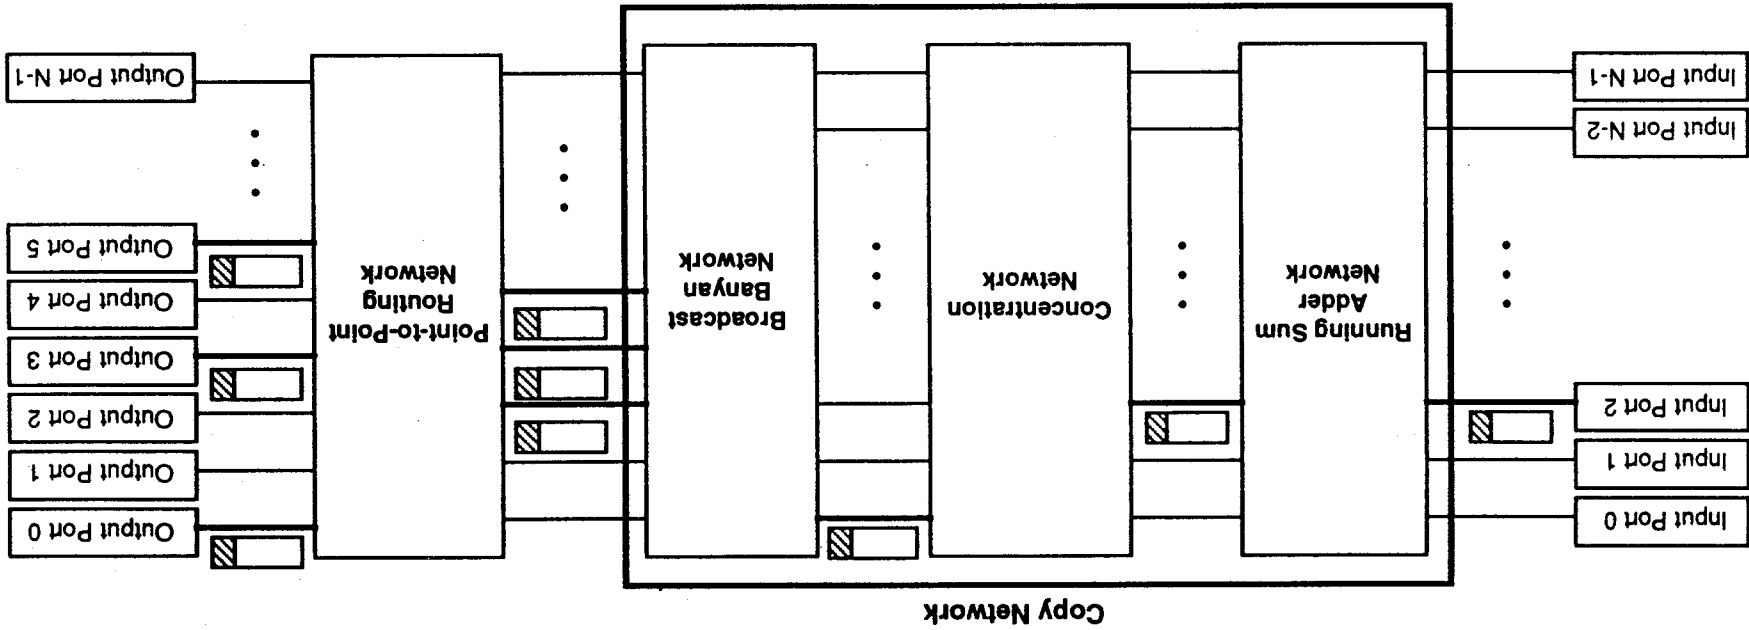 Copy Network
Input Port 0
Input Port 1
Input Port 2
Input Port N-2
Input Port N-1
Running Sum
Adder
Network
Concentration
Network
Broadcast
Banyan
Network
Point-to-Point
Routing
Network
Output Port 0
Output Port 1
Output Port 2
Output Port 3
Output Port 4
Output Port 5
Output Port N-1